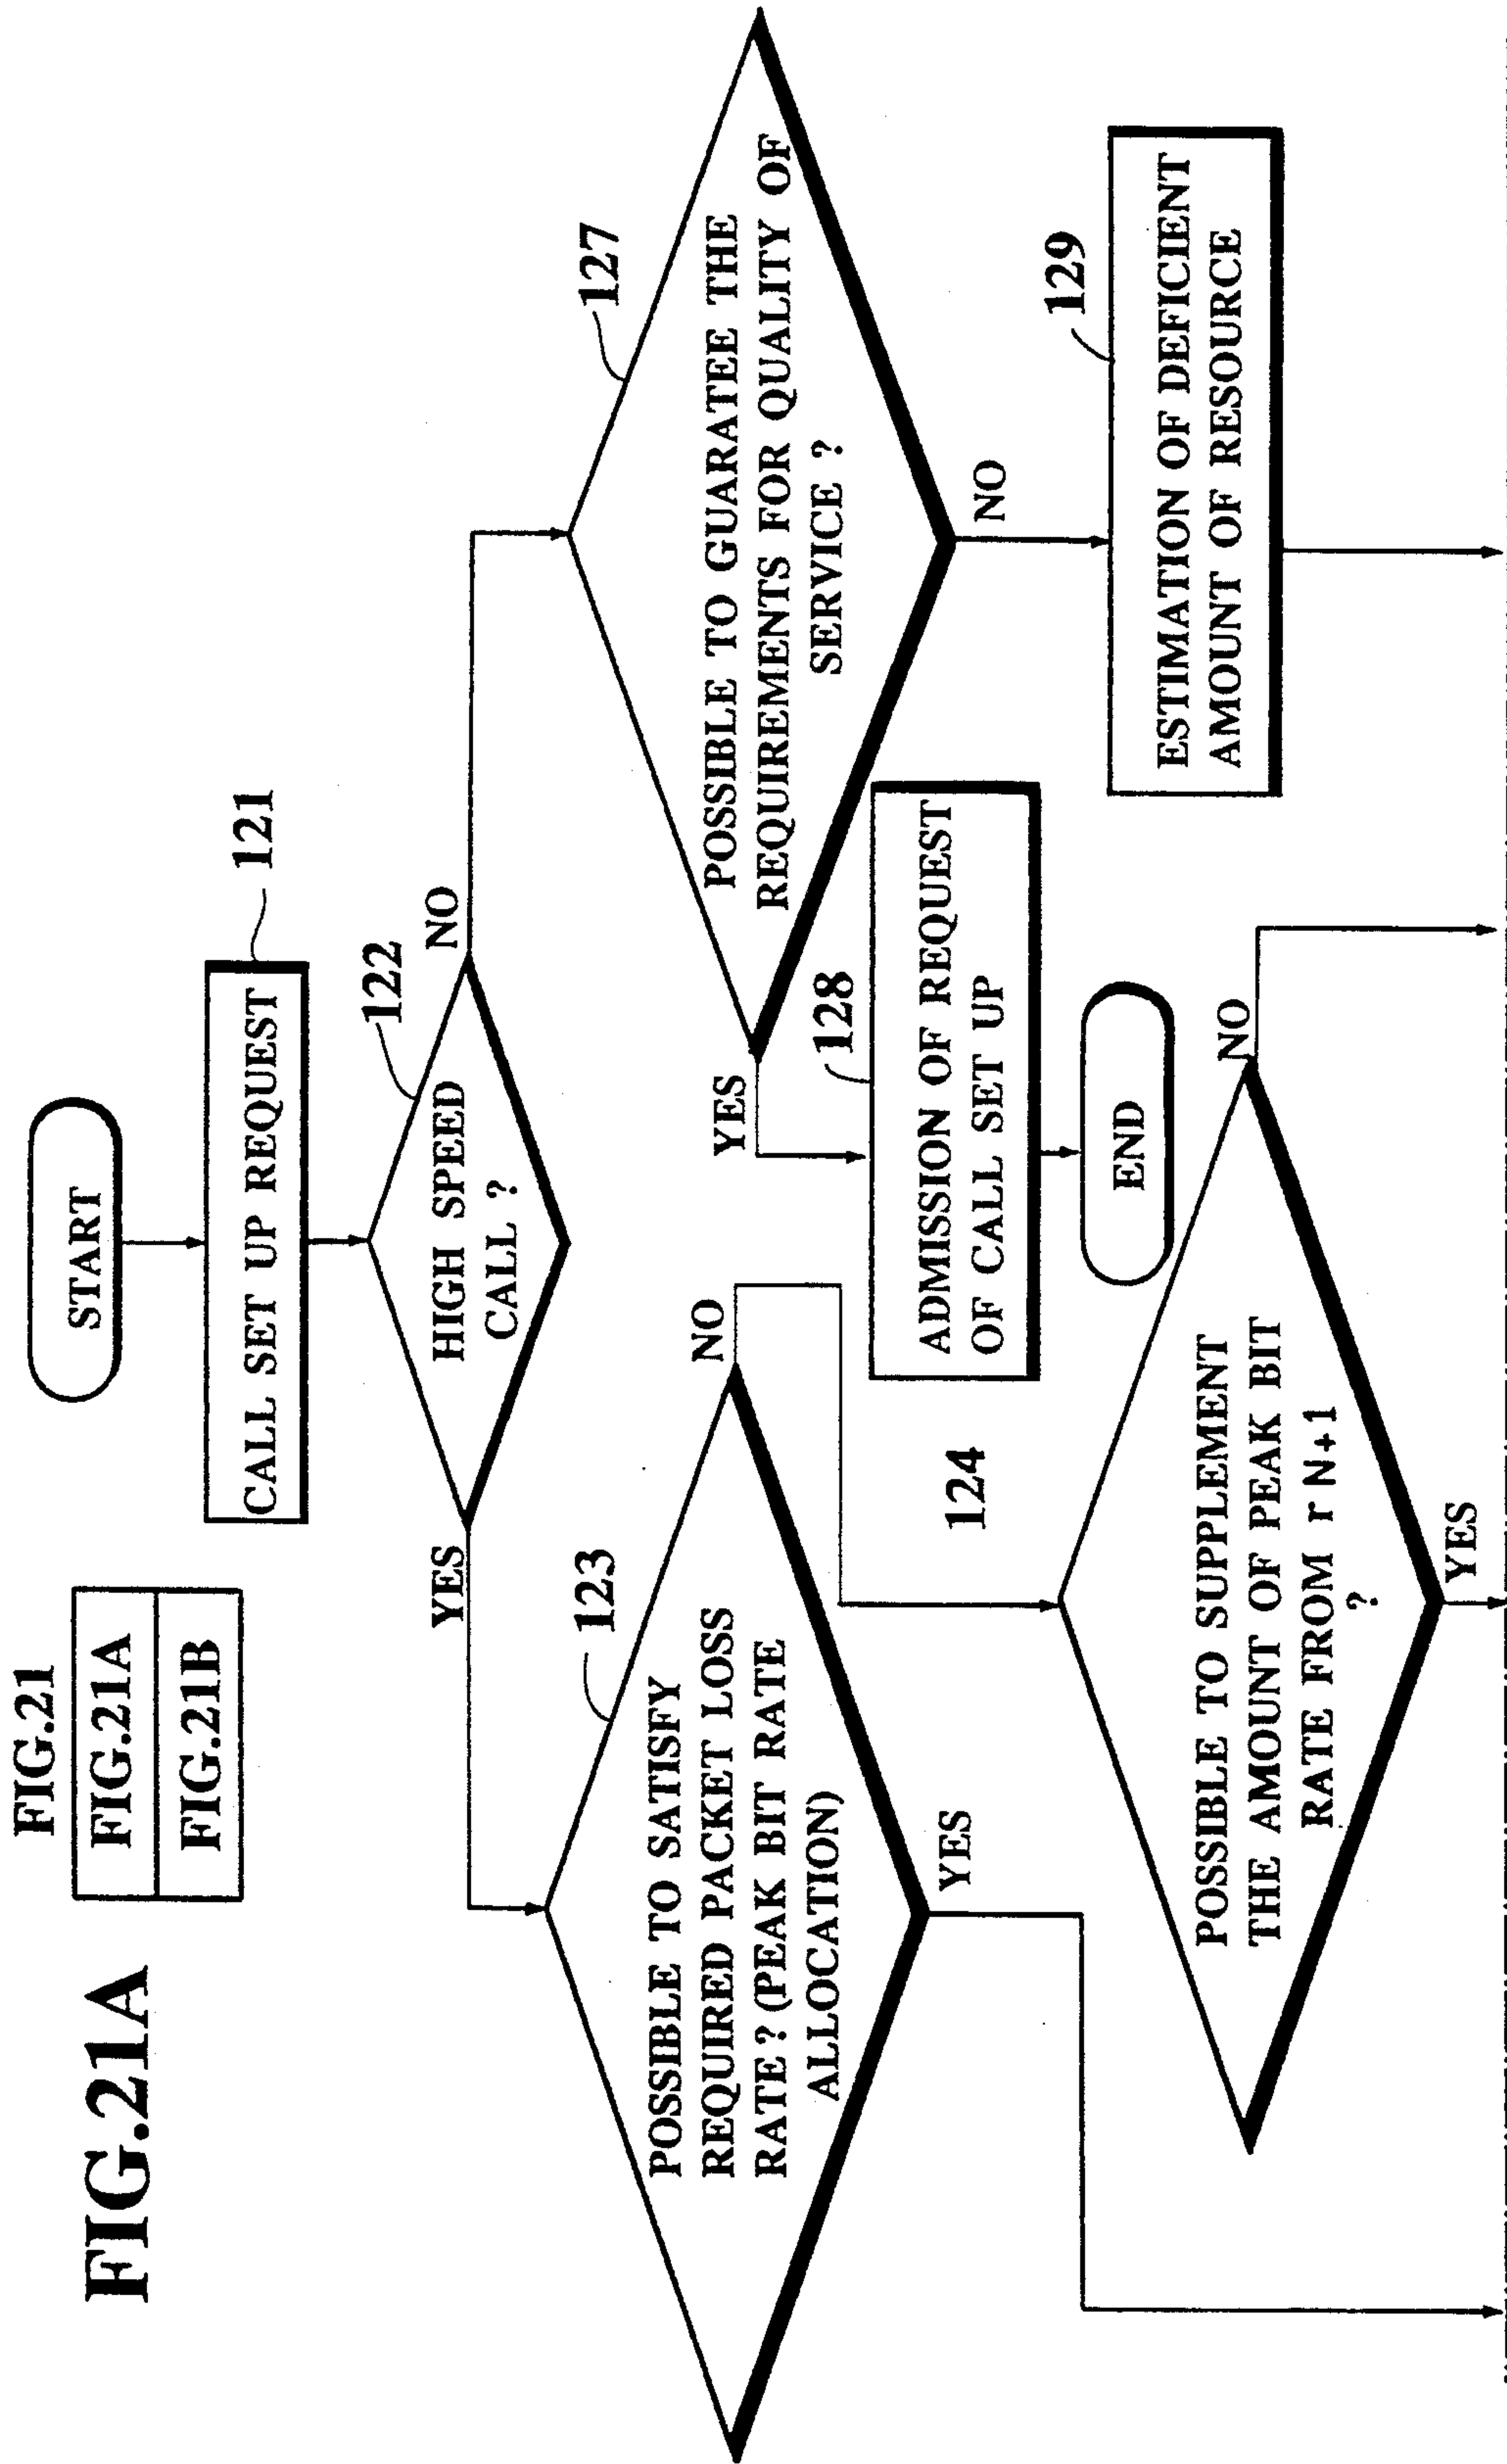 FIG.21A
FIG.21
FIG.21A
FIG.21B
START
CALL SET UP REQUEST
121
HIGH SPEED
CALL ?
122
YES
NO
POSSIBLE TO SATISFY
REQUIRED PACKET LOSS
RATE ? (PEAK BIT RATE
ALLOCATION)
123
NO
YES
POSSIBLE TO GUARATEE THE
REQUIREMENTS FOR QUALITY OF
SERVICE ?
127
YES
NO
128
ADMISSION OF REQUEST
OF CALL SET UP
END
129
ESTIMATION OF DEFICIENT
AMOUNT OF RESOURCE
124
POSSIBLE TO SUPPLEMENT
THE AMOUNT OF PEAK BIT
RATE FROM r N+1
?
NO
YES